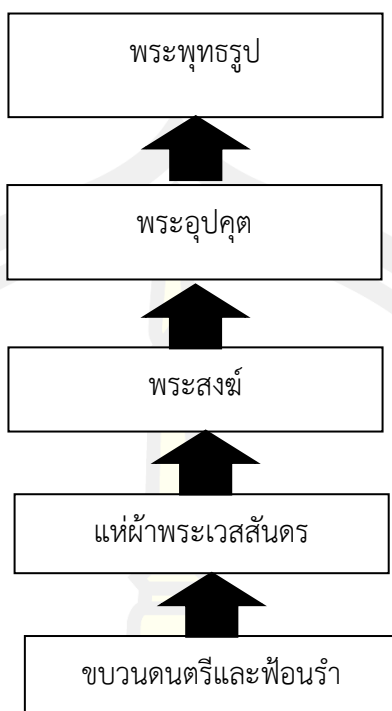 พระพุทธรูป
พระอุปคุต
พระสงฆ์
แห่ผ้าพระเวสสันดร
ขบวนดนตรีและฟ้อนรำ